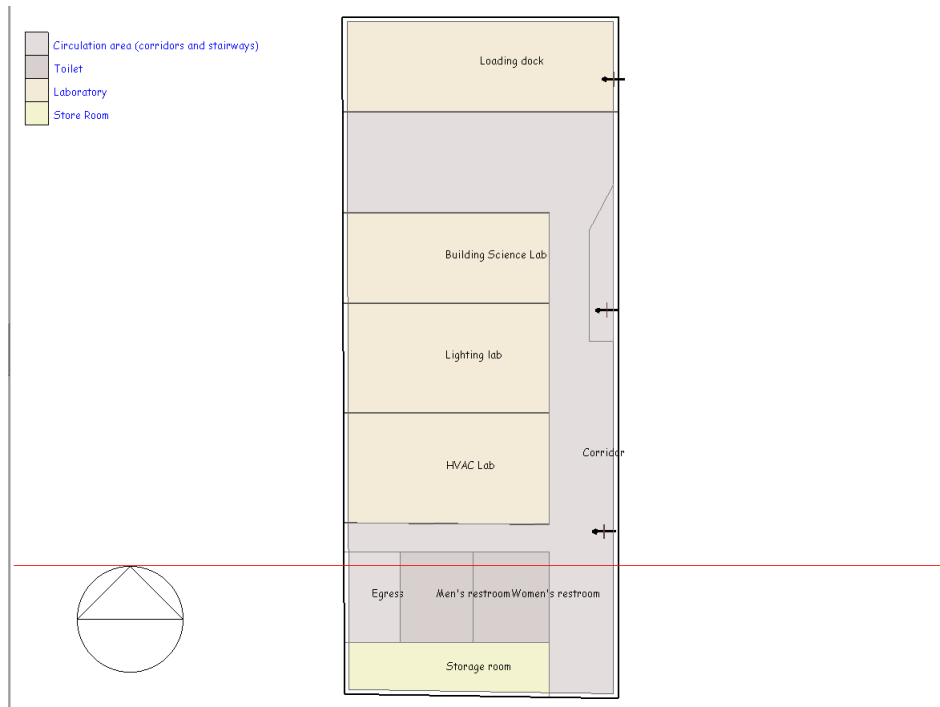 Circulation area (corridors and stairways)
Toilet
Laboratory
Store Room
Loading dock
Building Science Lab
Lighting lab
Corridor
HVAC Lab
Egress
Men's restroom
Women's restroom
Storage room